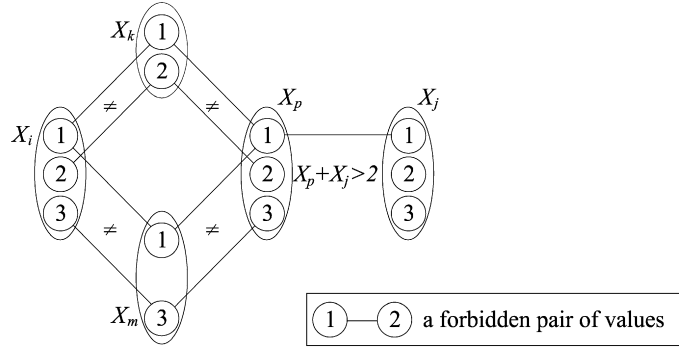 X_k
1
2
≠ ≠
X_i
1
2
3
X_p
1
2
3
X_p+X_j>2
X_j
1
2
3
≠ ≠
X_m
1
3
1 2 a forbidden pair of values